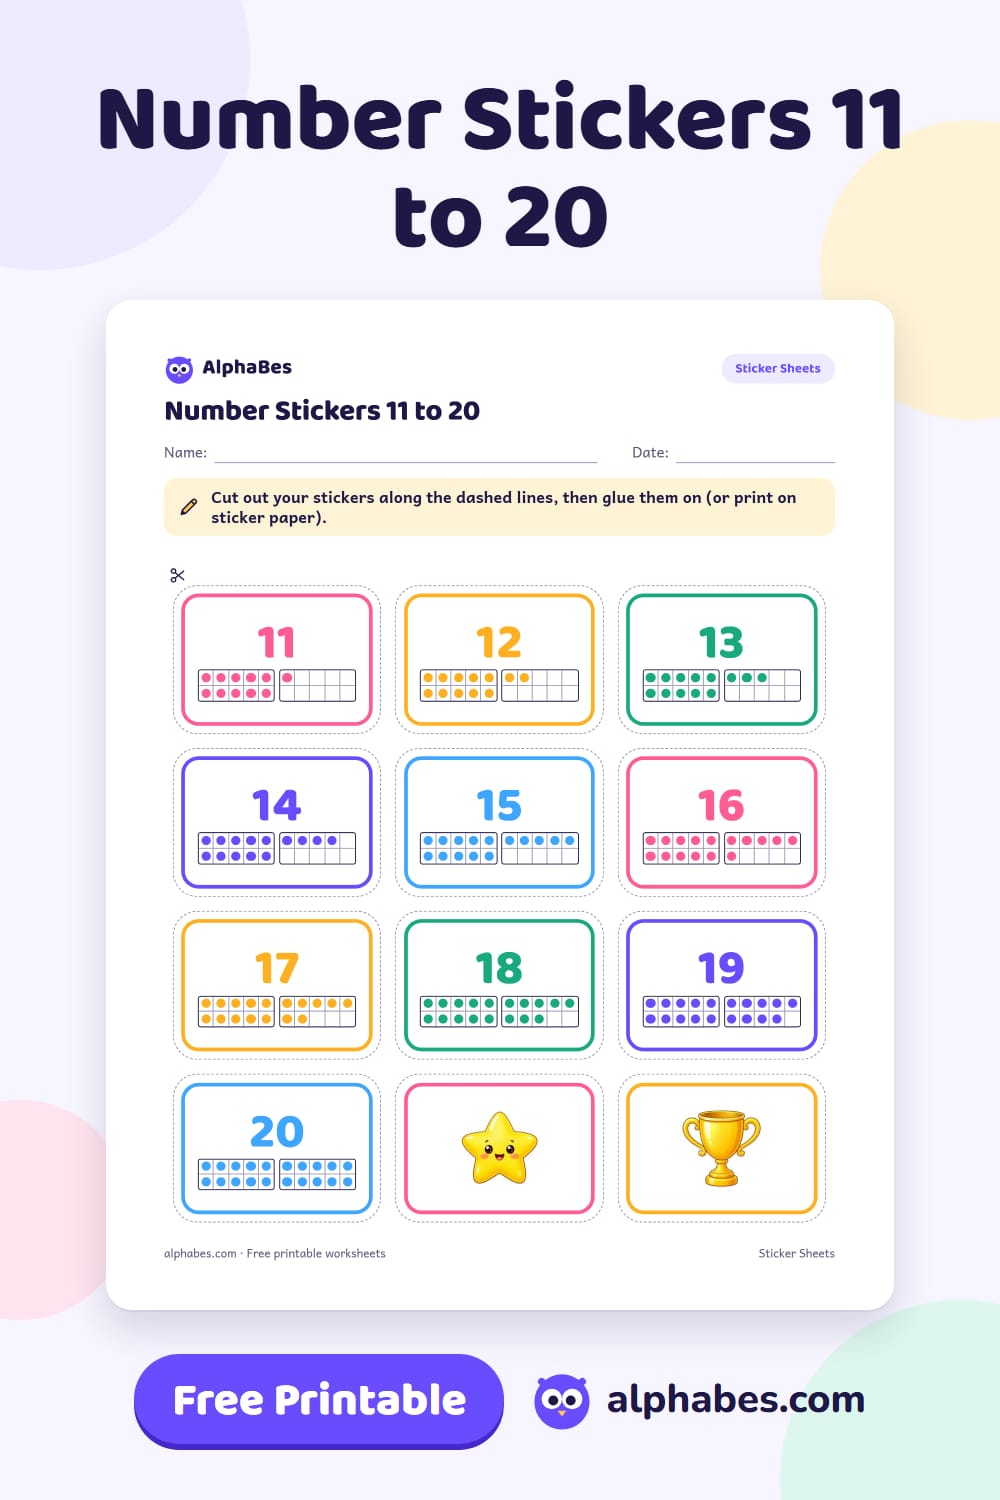 Number Stickers 11
to 20
AlphaBes
Sticker Sheets
Number Stickers 11 to 20
Name:
Date:
Cut out your stickers along the dashed lines, then glue them on (or print on
sticker paper).
11
12
13
14
15
16
17
18
19
20
alphabes.com · Free printable worksheets
Sticker Sheets
Free Printable
alphabes.com